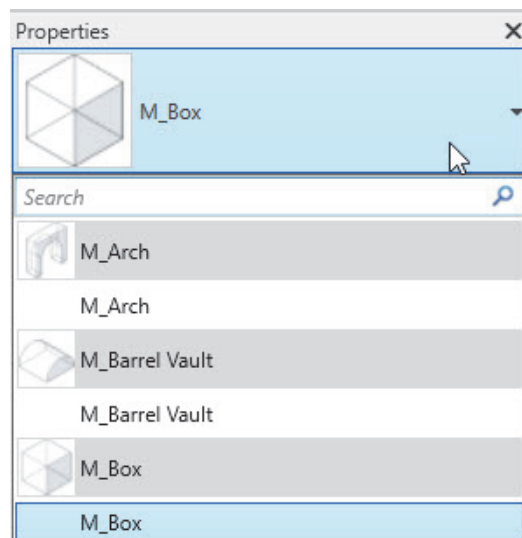 Properties
M_Box
Search
M_Arch
M_Arch
M_Barrel Vault
M_Barrel Vault
M_Box
M_Box